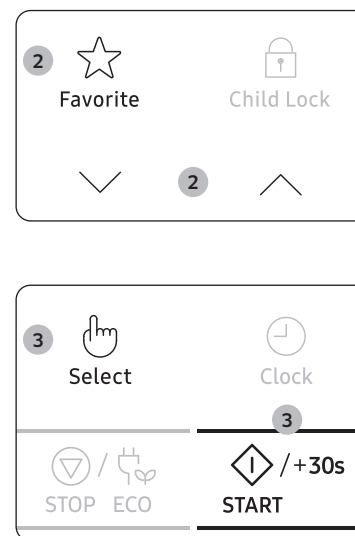 2
Favorite Child Lock
2
3
Select Clock
3
/ / +30s
STOP ECO START